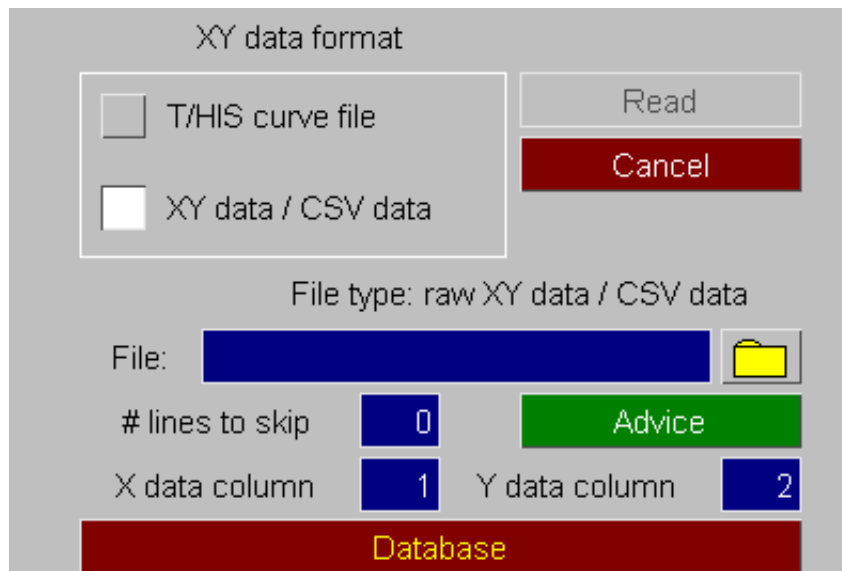 XY data format
T/HIS curve file
Read
Cancel
XY data / CSV data
File type: raw XY data / CSV data
File:
# lines to skip 0 Advice
X data column 1 Y data column 2
Database